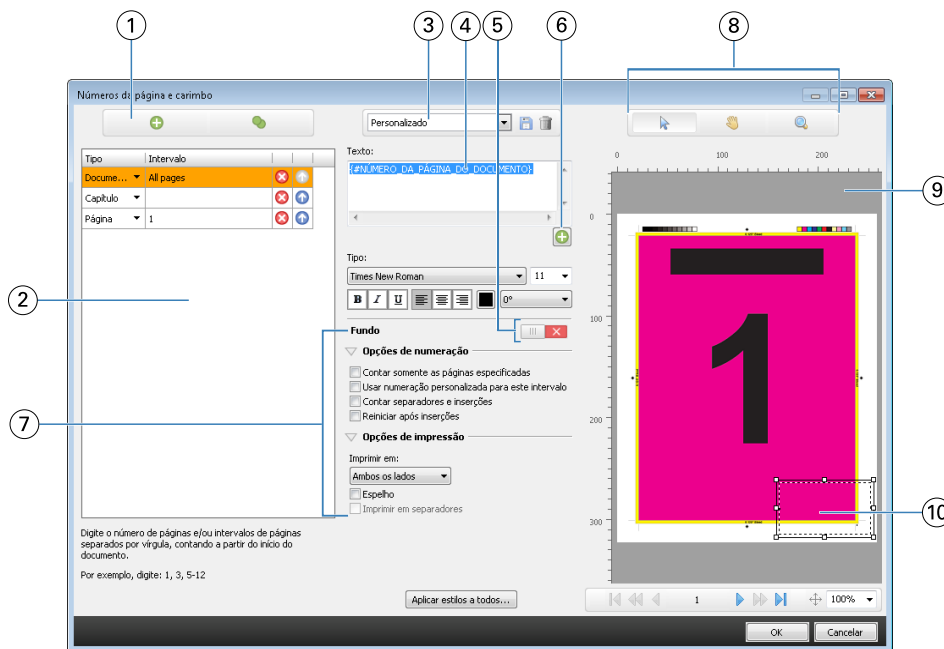 1
3
4
5
6
8
Números da página e carimbo
Personalizado
Tipo
Intervalo
Docume...
All pages
Capítulo
Página
1
2
Texto:
{#NÚMERO_DA_PÁGINA_DO_DOCUMENTO}
Tipo:
Times New Roman
11
B I U
0°
Fundo
Opções de numeração
Contar somente as páginas especificadas
Usar numeração personalizada para este intervalo
Contar separadores e inserções
Reiniciar após inserções
7
Opções de impressão
Imprimir em:
Ambos os lados
Espelho
Imprimir em separadores
Digite o número de páginas e/ou intervalos de páginas
separados por vírgula, contando a partir do início do
documento.
Por exemplo, digite: 1, 3, 5-12
Aplicar estilos a todos...
0
100
200
9
0
100
200
300
1
10
1
100%
OK
Cancelar